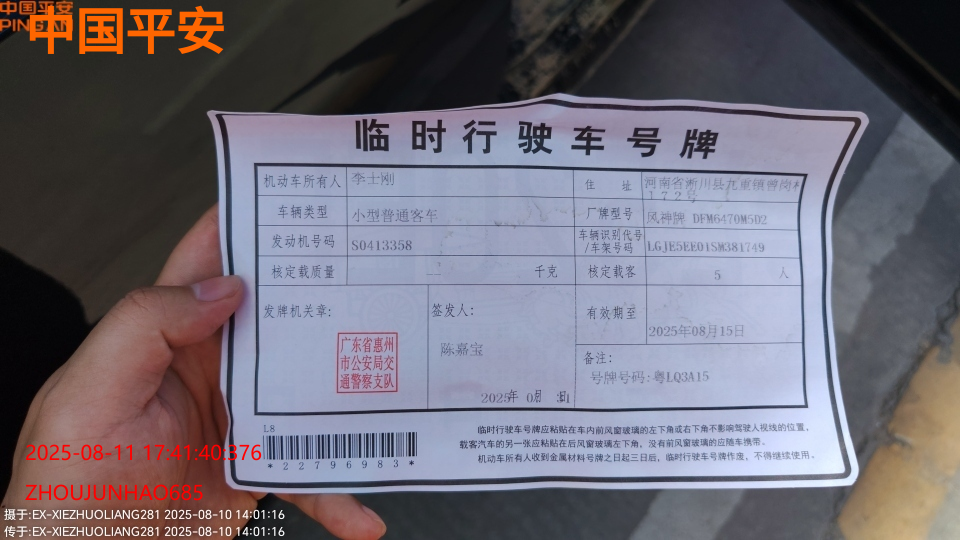 中国平安
PING AN
中国平安
临时行驶车号牌
机动车所有人 李士刚
住 址 河南省淅川县九重镇曾岗村
172号
车辆类型 小型普通客车
厂牌型号 风神牌 DFM6470M5D2
发动机号码 S0413358
车辆识别代号
/车架号码 LGJE5EE01SM381749
核定载质量 — 千克
核定载客 5 人
发牌机关章:
广东省惠州
市公安局交
通警察支队
签发人:
陈嘉宝
2025年
有效期至 2025年08月15日
备注:
号牌号码:粤LQ3A15
L8
*22796983*
临时行驶车号牌应粘贴在车内前风窗玻璃的左下角或右下角不影响驾驶人视线的位置,
载客汽车的另一张应粘贴在后风窗玻璃左下角,没有前风窗玻璃的应随车携带。
机动车所有人收到金属材料号牌之日起三日后,临时行驶车号牌作废,不得继续使用。
2025-08-11 17:41:40:376
ZHOUJUNHAO685
摄于:EX-XIEZHUOLIANG281 2025-08-10 14:01:16
传于:EX-XIEZHUOLIANG281 2025-08-10 14:01:16